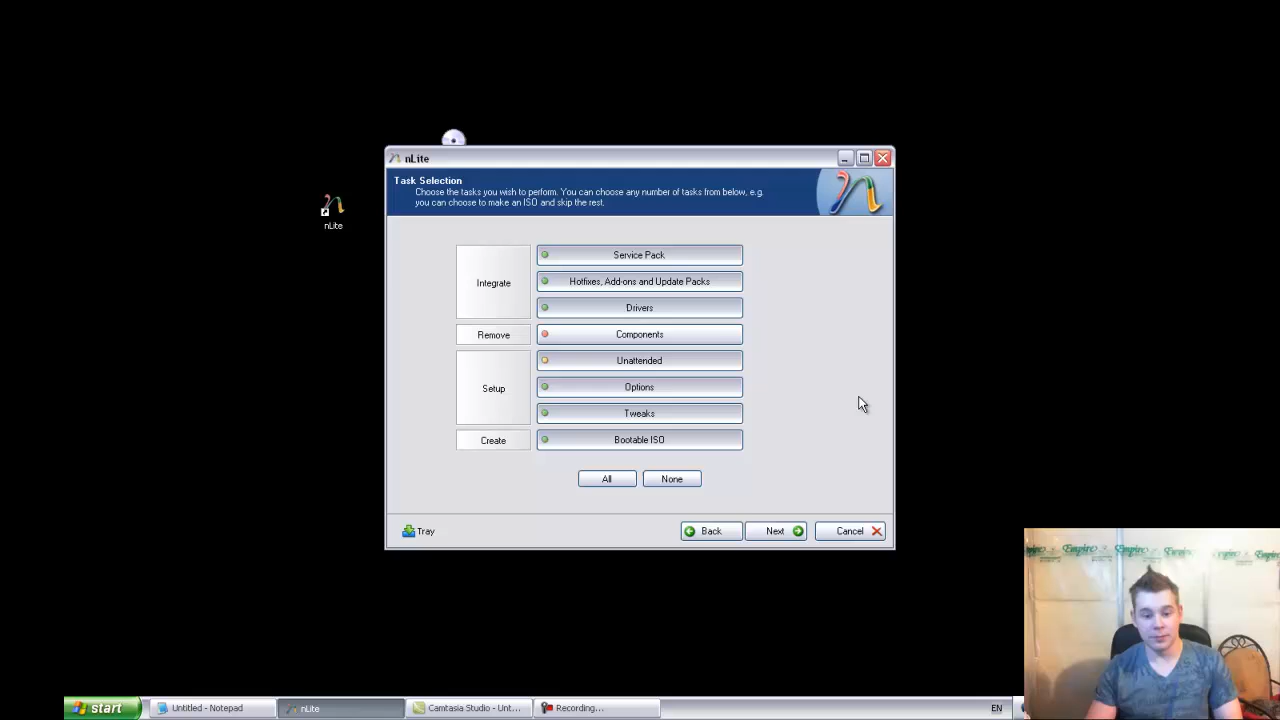 nLite
Task Selection
Choose the tasks you wish to perform. You can choose any number of tasks from below, e.g.
you can choose to make an ISO and skip the rest.
nLite
Integrate
Service Pack
Hotfixes, Add-ons and Update Packs
Drivers
Remove
Components
Setup
Unattended
Options
Tweaks
Create
Bootable ISO
All
None
Tray
Back
Next
Cancel
Empire
Empire
Empire
start
Untitled - Notepad
nLite
Camtasia Studio - Unt...
Recording...
EN